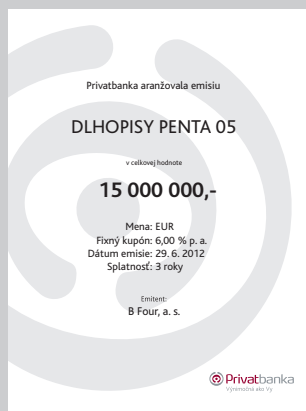 Privatbanka aranžovala emisiu
DLHOPISY PENTA 05
v celkovej hodnote
15 000 000,-
Mena: EUR
Fixný kupón: 6,00 % p. a.
Dátum emisie: 29. 6. 2012
Splatnosť: 3 roky
Emitent:
B Four, a. s.
Privatbanka
Výnimočná ako Vy